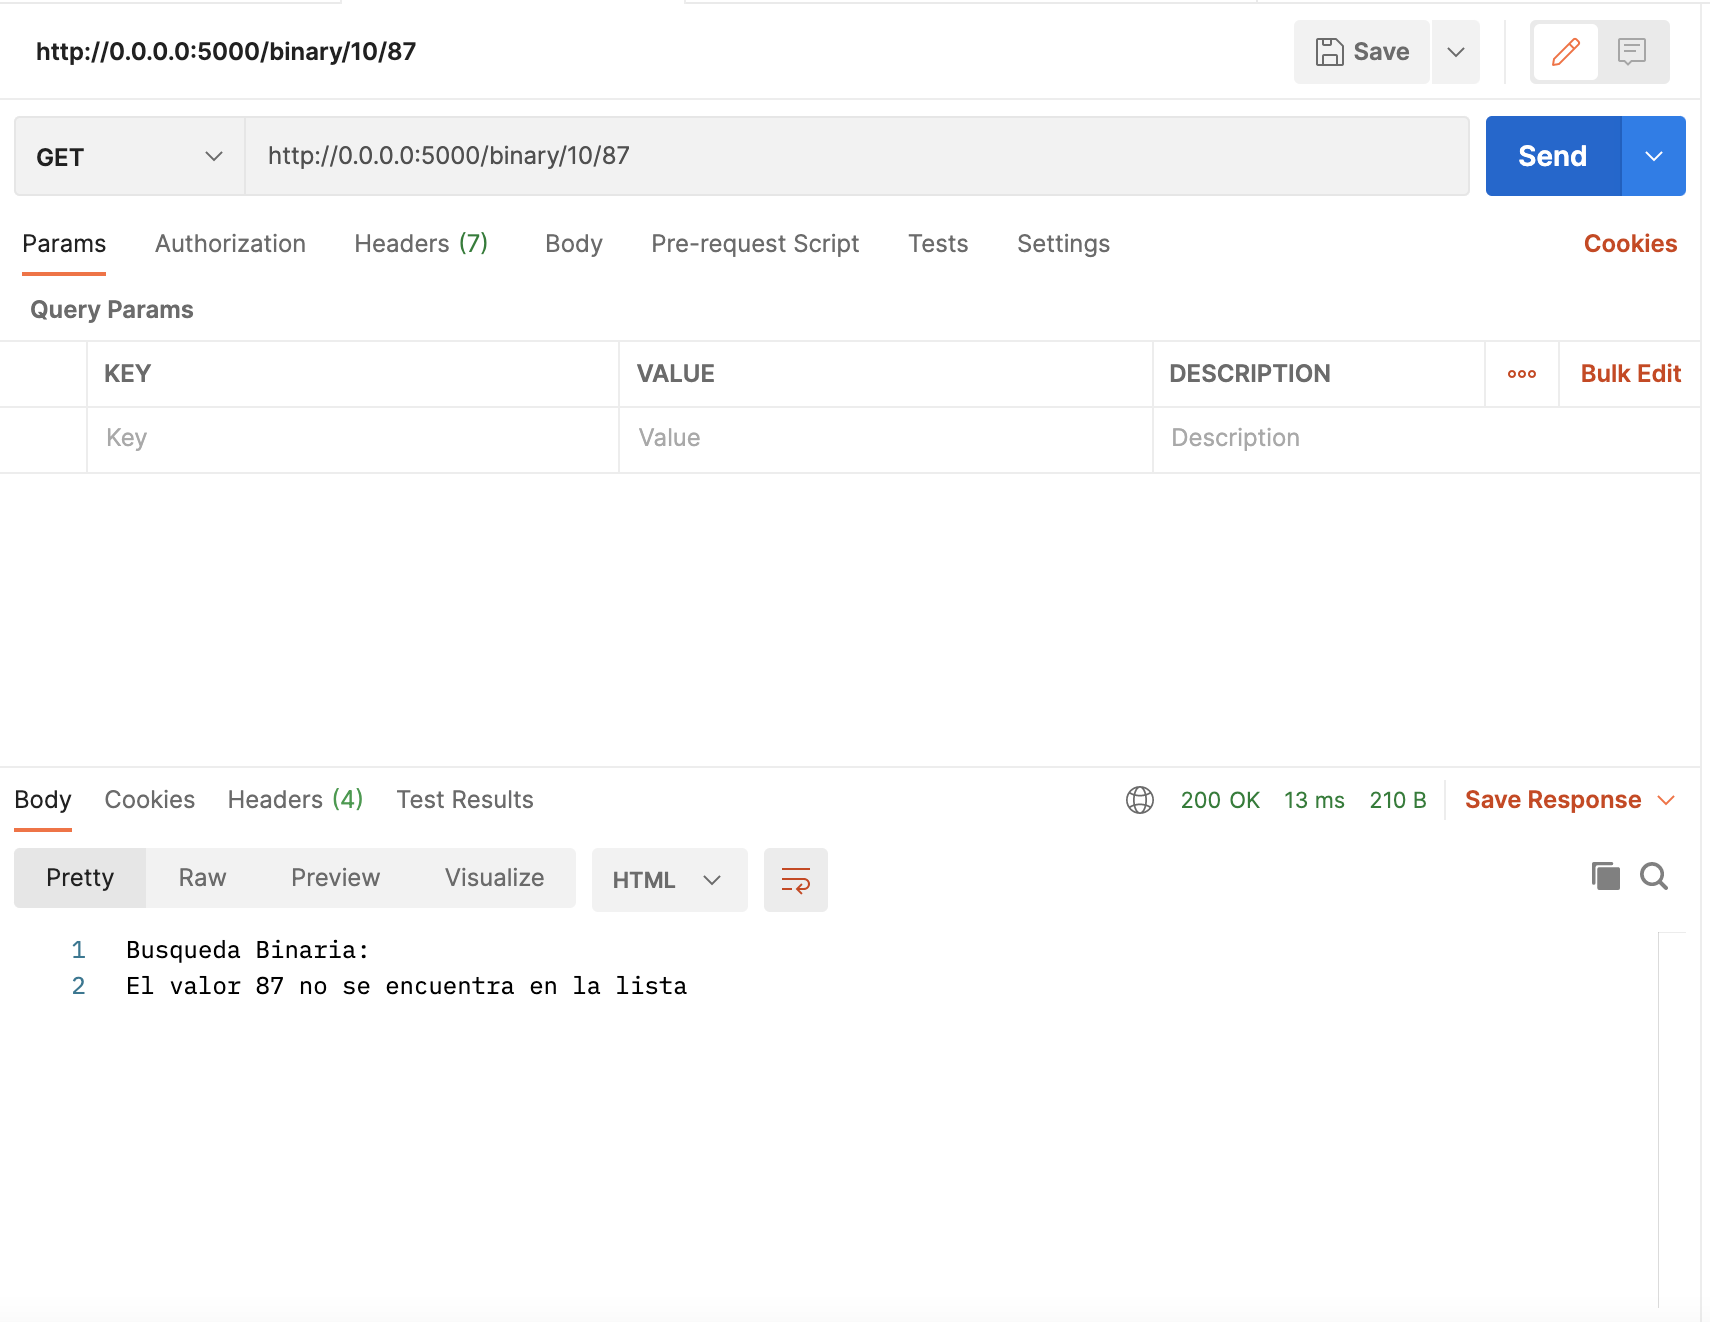 http://0.0.0.0:5000/binary/10/87
Save
GET
http://0.0.0.0:5000/binary/10/87
Send
Params Authorization Headers (7) Body Pre-request Script Tests Settings Cookies
Query Params
KEY VALUE DESCRIPTION Bulk Edit
Key Value Description
Body Cookies Headers (4) Test Results 200 OK 13 ms 210 B Save Response
Pretty Raw Preview Visualize HTML
1 Busqueda Binaria:
2 El valor 87 no se encuentra en la lista